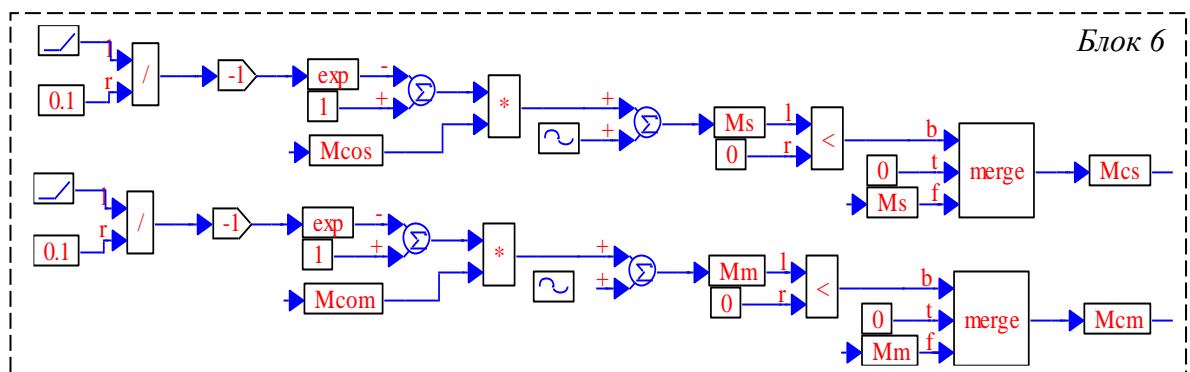 Блок 6
l
/
-1
exp
-
Σ
*
+
Σ
Ms
l
<
b
merge
Mcs
0.1
r
1
+
+
0
r
0
t
Mcos
Ms
f
l
/
-1
exp
-
Σ
*
+
Σ
Mm
l
<
b
merge
Mcm
0.1
r
1
+
+
0
r
0
t
Mcom
Mm
f